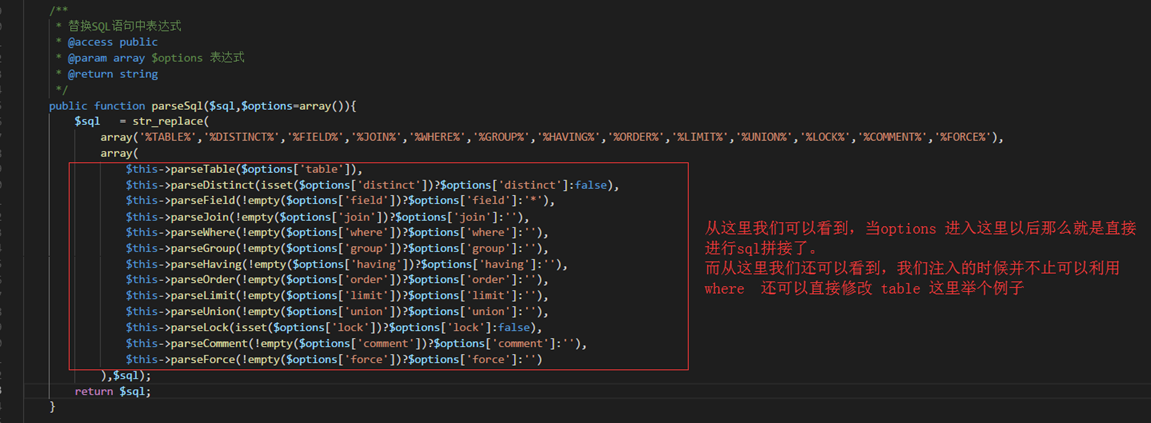 /**
* 替换SQL语句中表达式
* @access public
* @param array $options 表达式
* @return string
*/
public function parseSql($sql,$options=array()){
$sql   = str_replace(
array('%TABLE%','%DISTINCT%','%FIELD%','%JOIN%','%WHERE%','%GROUP%','%HAVING%','%ORDER%','%LIMIT%','%UNION%','%LOCK%','%COMMENT%','%FORCE%'),
array(
$this->parseTable($options['table']),
$this->parseDistinct(isset($options['distinct'])?$options['distinct']:false),
$this->parseField(!empty($options['field'])?$options['field']:'*'),
$this->parseJoin(!empty($options['join'])?$options['join']:''),
$this->parseWhere(!empty($options['where'])?$options['where']:''),
$this->parseGroup(!empty($options['group'])?$options['group']:''),
$this->parseHaving(!empty($options['having'])?$options['having']:''),
$this->parseOrder(!empty($options['order'])?$options['order']:''),
$this->parseLimit(!empty($options['limit'])?$options['limit']:''),
$this->parseUnion(!empty($options['union'])?$options['union']:''),
$this->parseLock(isset($options['lock'])?$options['lock']:false),
$this->parseComment(!empty($options['comment'])?$options['comment']:''),
$this->parseForce(!empty($options['force'])?$options['force']:'')
),$sql);
return $sql;
}
从这里我们可以看到，当options 进入这里以后那么就是直接
进行sql拼接了。
而从这里我们还可以看到，我们注入的时候并不止可以利用
where  还可以直接修改 table 这里举个例子